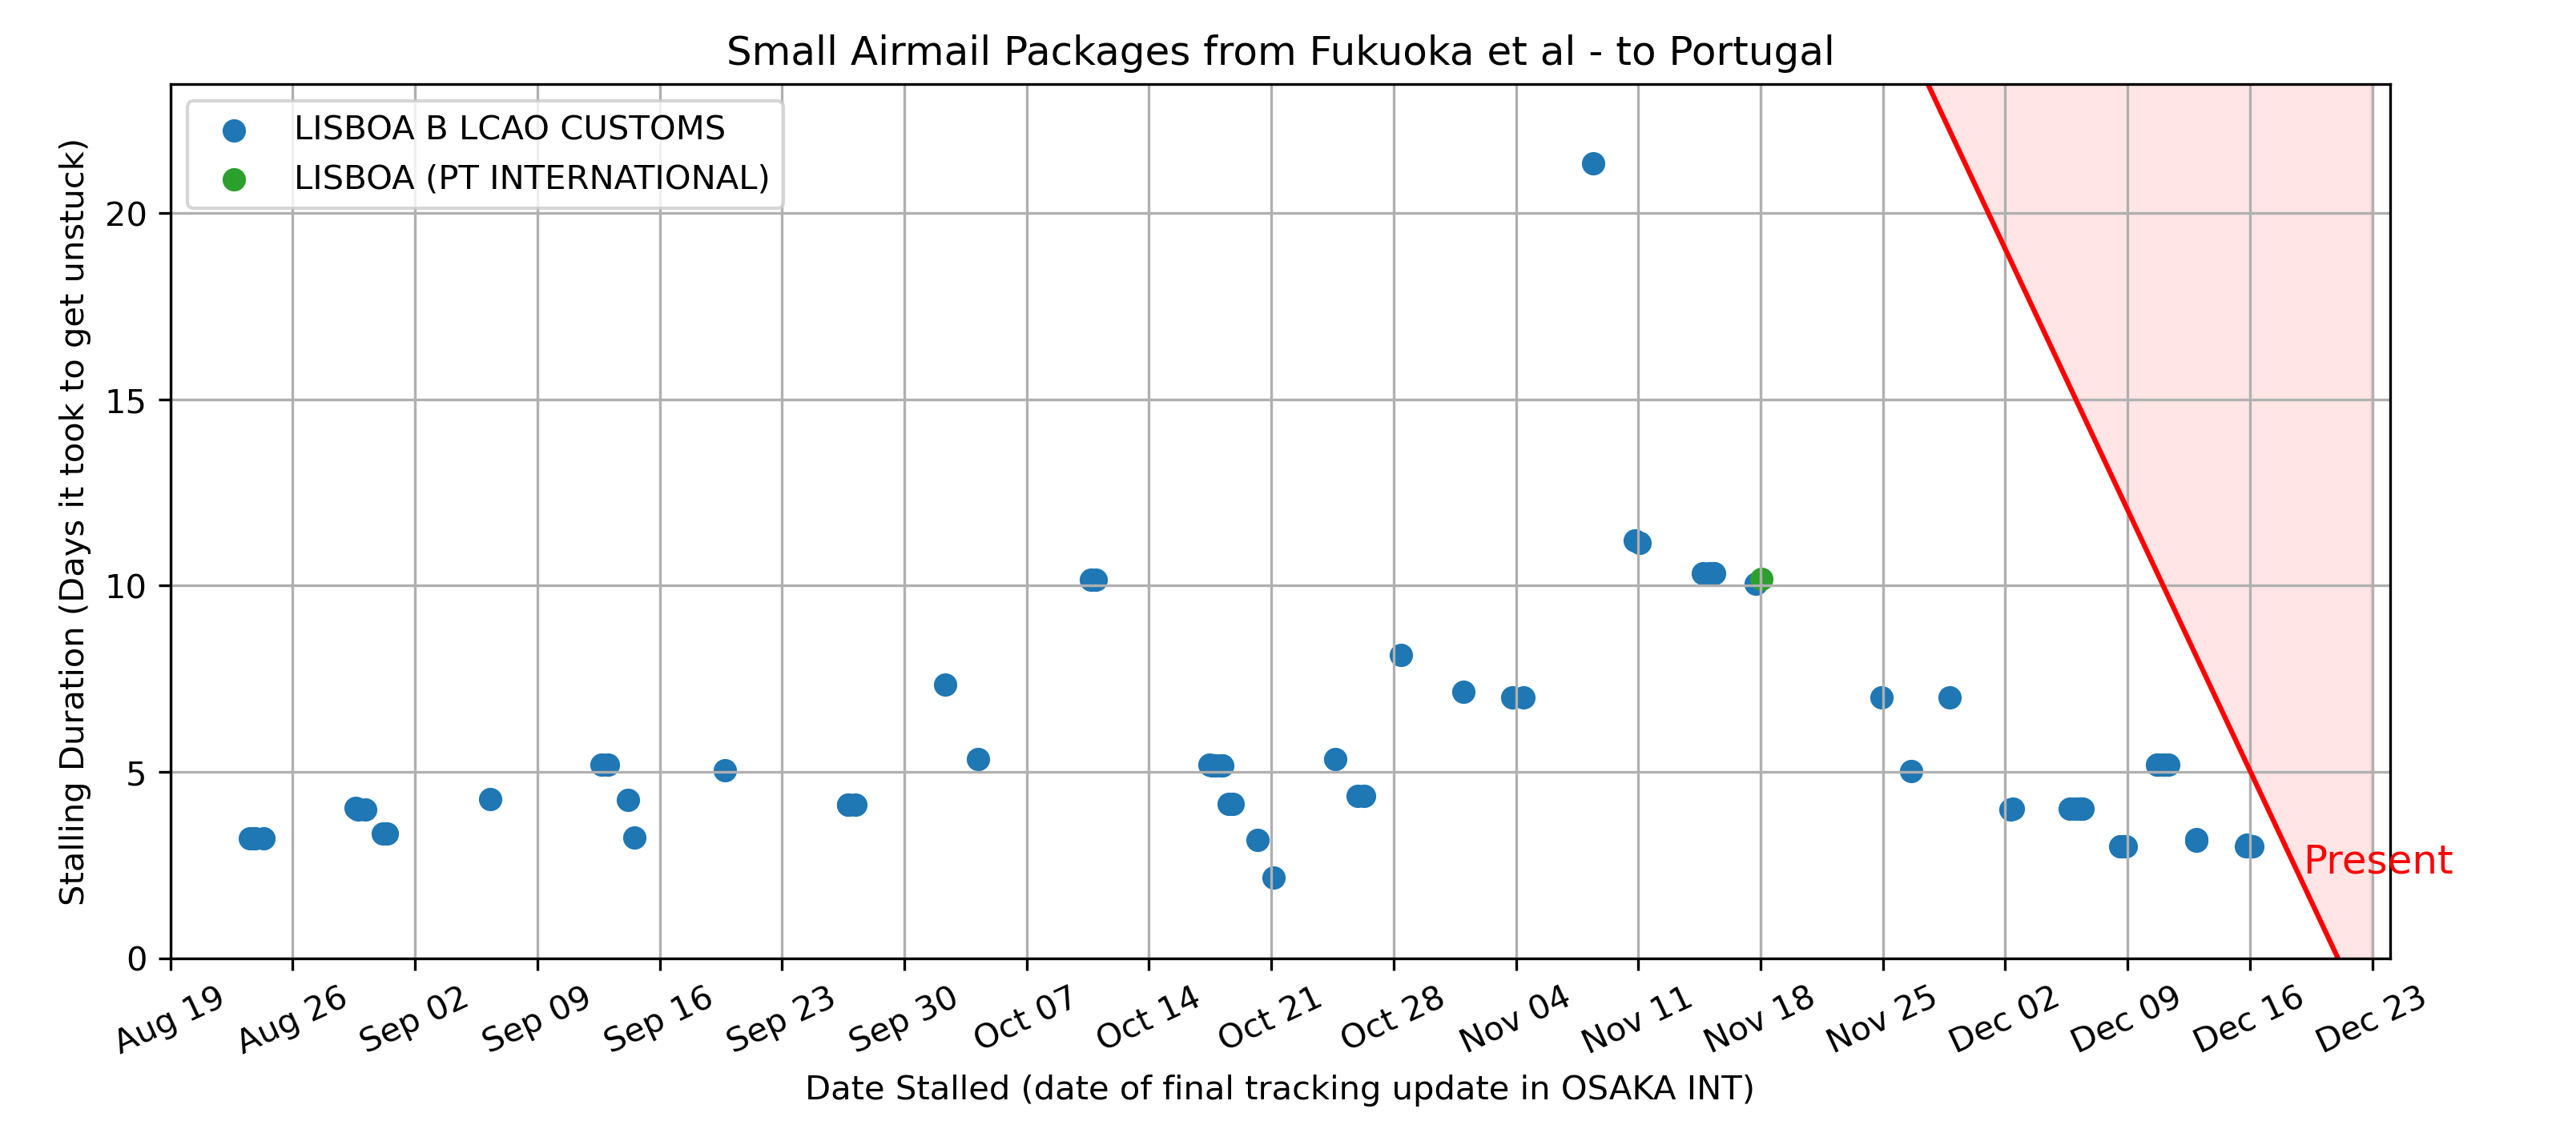 Small Airmail Packages from Fukuoka et al - to Portugal
LISBOA B LCAO CUSTOMS
LISBOA (PT INTERNATIONAL)
Stalling Duration (Days it took to get unstuck)
20
15
10
5
0
Present
Aug 19
Aug 26
Sep 02
Sep 09
Sep 16
Sep 23
Sep 30
Oct 07
Oct 14
Oct 21
Oct 28
Nov 04
Nov 11
Nov 18
Nov 25
Dec 02
Dec 09
Dec 16
Dec 23
Date Stalled (date of final tracking update in OSAKA INT)